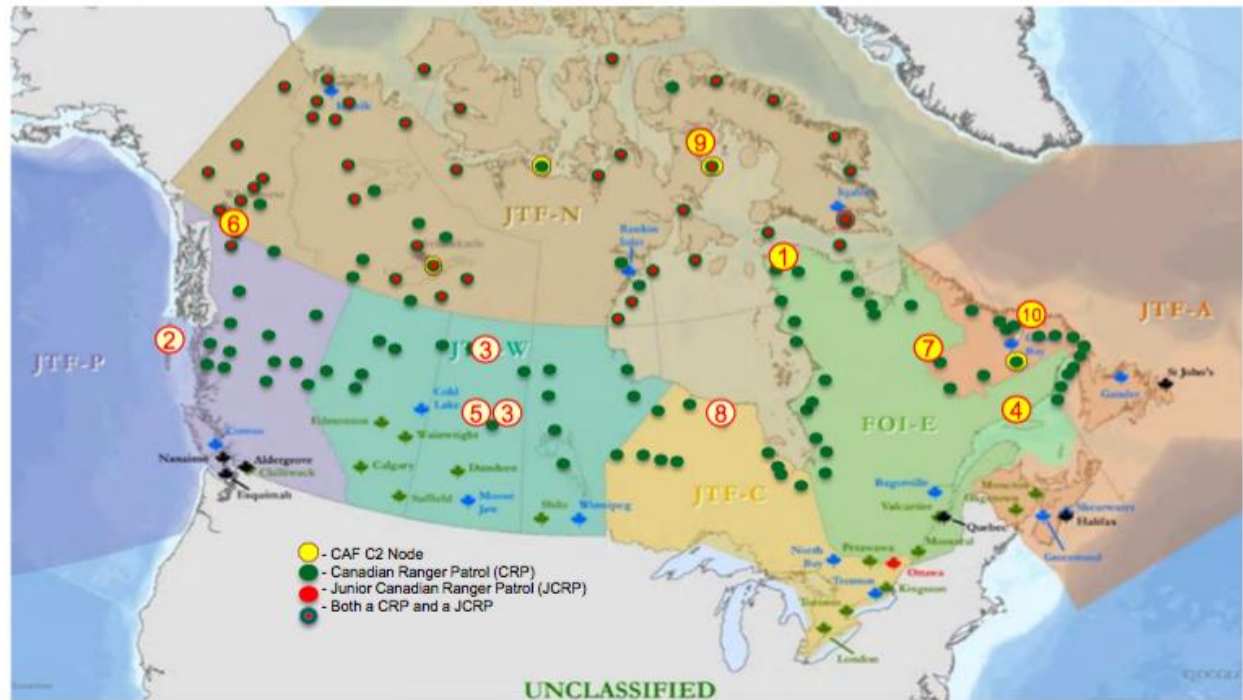 9
JTF-N
6
Iqaluit
Rankin
Inlet
1
JTF-A
10
2
JTF-P
3
7
St John's
Cold
Lake
Gander
5
3
8
4
Edmonton
FOI-E
Comox
Wainwright
Nanaimo
Aldergrove
Chilliwack
Calgary
Dundurn
Esquimalt
Suffield
Moose
Jaw
JTF-C
Shilo
Winnipeg
Bagotville
Moncton
Gagetown
Valcartier
Shearwater
Halifax
Quebec
Greenwood
Montreal
North
Bay
Petawawa
Ottawa
Trenton
Kingston
Toronto
London
- CAF C2 Node
- Canadian Ranger Patrol (CRP)
- Junior Canadian Ranger Patrol (JCRP)
- Both a CRP and a JCRP
UNCLASSIFIED